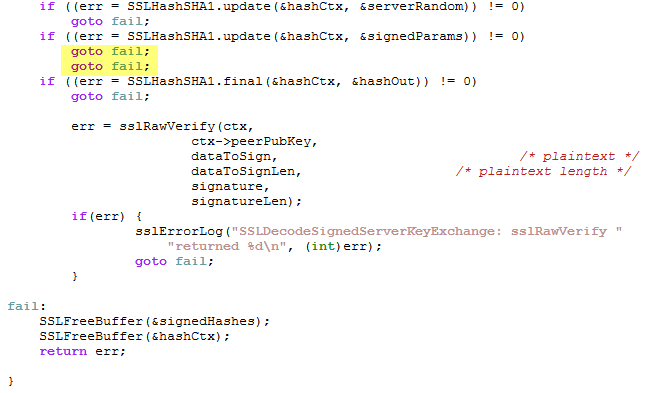 if ((err = SSLHashSHA1.update(&hashCtx, &serverRandom)) != 0)
goto fail;
if ((err = SSLHashSHA1.update(&hashCtx, &signedParams)) != 0)
goto fail;
goto fail;
if ((err = SSLHashSHA1.final(&hashCtx, &hashOut)) != 0)
goto fail;
err = sslRawVerify(ctx,
ctx->peerPubKey,
dataToSign, /* plaintext */
dataToSignLen, /* plaintext length */
signature,
signatureLen);
if(err) {
sslErrorLog("SSLDecodeSignedServerKeyExchange: sslRawVerify "
"returned %d\n", (int)err);
goto fail;
}
fail:
SSLFreeBuffer(&signedHashes);
SSLFreeBuffer(&hashCtx);
return err;
}